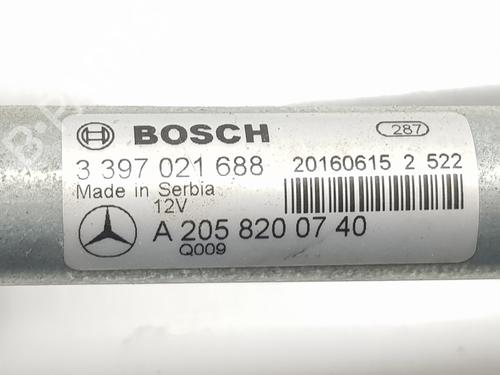 BOSCH
287
3 397 021 688
20160615 2 522
Made in Serbia
12V
A 205 820 07 40
Q009